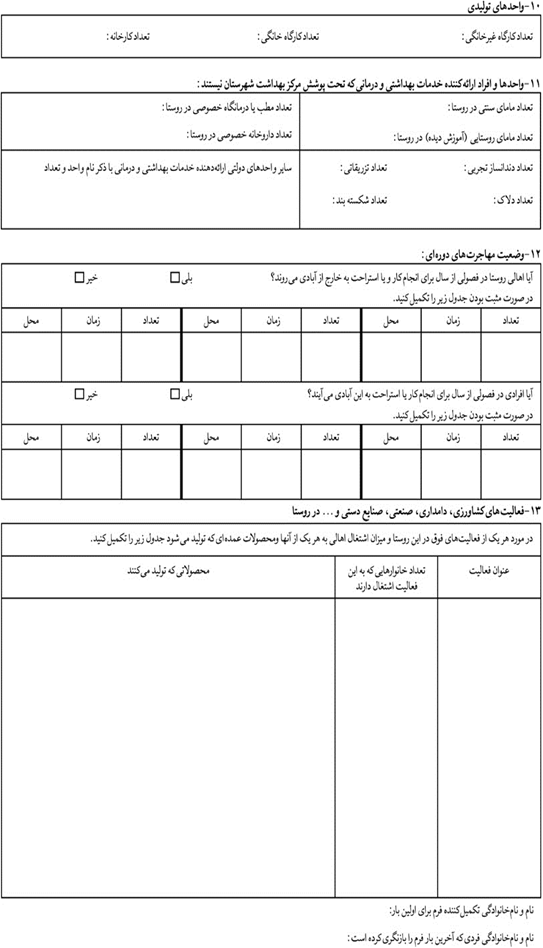 ۱۰-واحدهای تولیدی
تعداد کارگاه غیرخانگی: تعداد کارگاه خانگی: تعداد کارخانه:
۱۱-واحدها و افراد ارائه‌کننده خدمات بهداشتی و درمانی که تحت پوشش مرکز بهداشت شهرستان نیستند:
تعداد مامای سنتی در روستا: تعداد مطب یا درمانگاه خصوصی در روستا:
تعداد مامای روستایی (آموزش دیده) در روستا: تعداد داروخانه خصوصی در روستا:
تعداد دندانساز تجربی: تعداد تزریقاتی: سایر واحدهای دولتی ارائه‌دهنده خدمات بهداشتی و درمانی با ذکر نام واحد و تعداد
تعداد دلاک: تعداد شکسته بند:
۱۲-وضعیت مهاجرت‌های دوره‌ای:
آیا اهالی روستا در فصولی از سال برای انجام کار و یا استراحت به خارج از آبادی می‌روند؟ بلی خیر
در صورت مثبت بودن جدول زیر را تکمیل کنید.
تعداد زمان محل تعداد زمان محل تعداد زمان محل
آیا افرادی در فصولی از سال برای انجام کار یا استراحت به این آبادی می‌آیند؟ بلی خیر
در صورت مثبت بودن جدول زیر را تکمیل کنید.
تعداد زمان محل تعداد زمان محل تعداد زمان محل
۱۳-فعالیت‌های کشاورزی، دامداری، صنعتی، صنایع دستی و ... در روستا
در مورد هر یک از فعالیت‌های فوق در این روستا و میزان اشتغال اهالی به هر یک از آنها ومحصولات عمده‌ای که تولید می‌شود جدول زیر را تکمیل کنید.
عنوان فعالیت تعداد خانوارهایی که به این محصولاتی که تولید می‌کنند
فعالیت اشتغال دارند
نام و نام‌خانوادگی تکمیل‌کننده فرم برای اولین بار:
نام و نام‌خانوادگی فردی که آخرین بار فرم را بازنگری کرده است: